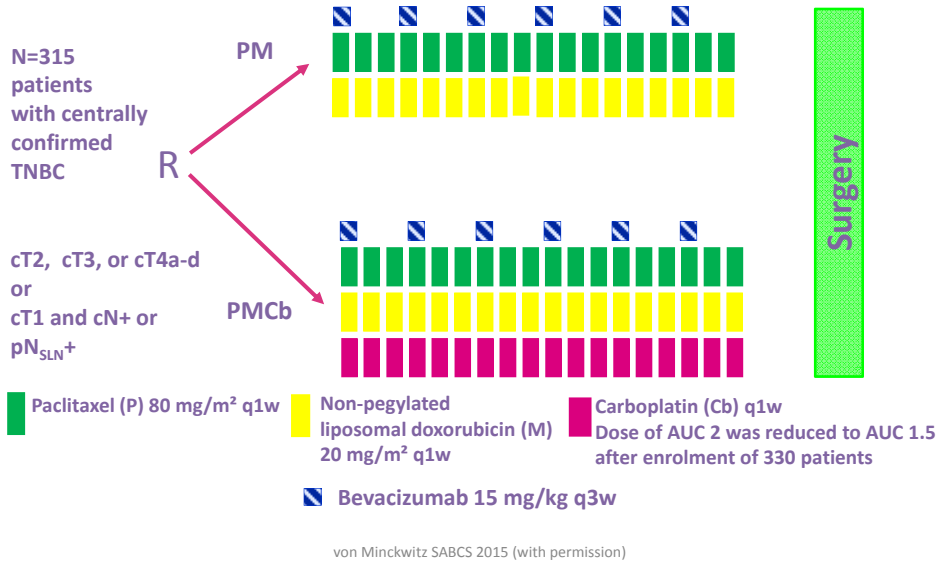 N=315
patients
with centrally
confirmed
TNBC
R
PM
cT2, cT3, or cT4a-d
or
cT1 and cN+ or
pNSLN+
PMCb
Surgery
Paclitaxel (P) 80 mg/m² q1w
Non-pegylated
liposomal doxorubicin (M)
20 mg/m² q1w
Carboplatin (Cb) q1w
Dose of AUC 2 was reduced to AUC 1.5
after enrolment of 330 patients
Bevacizumab 15 mg/kg q3w
von Minckwitz SABCS 2015 (with permission)